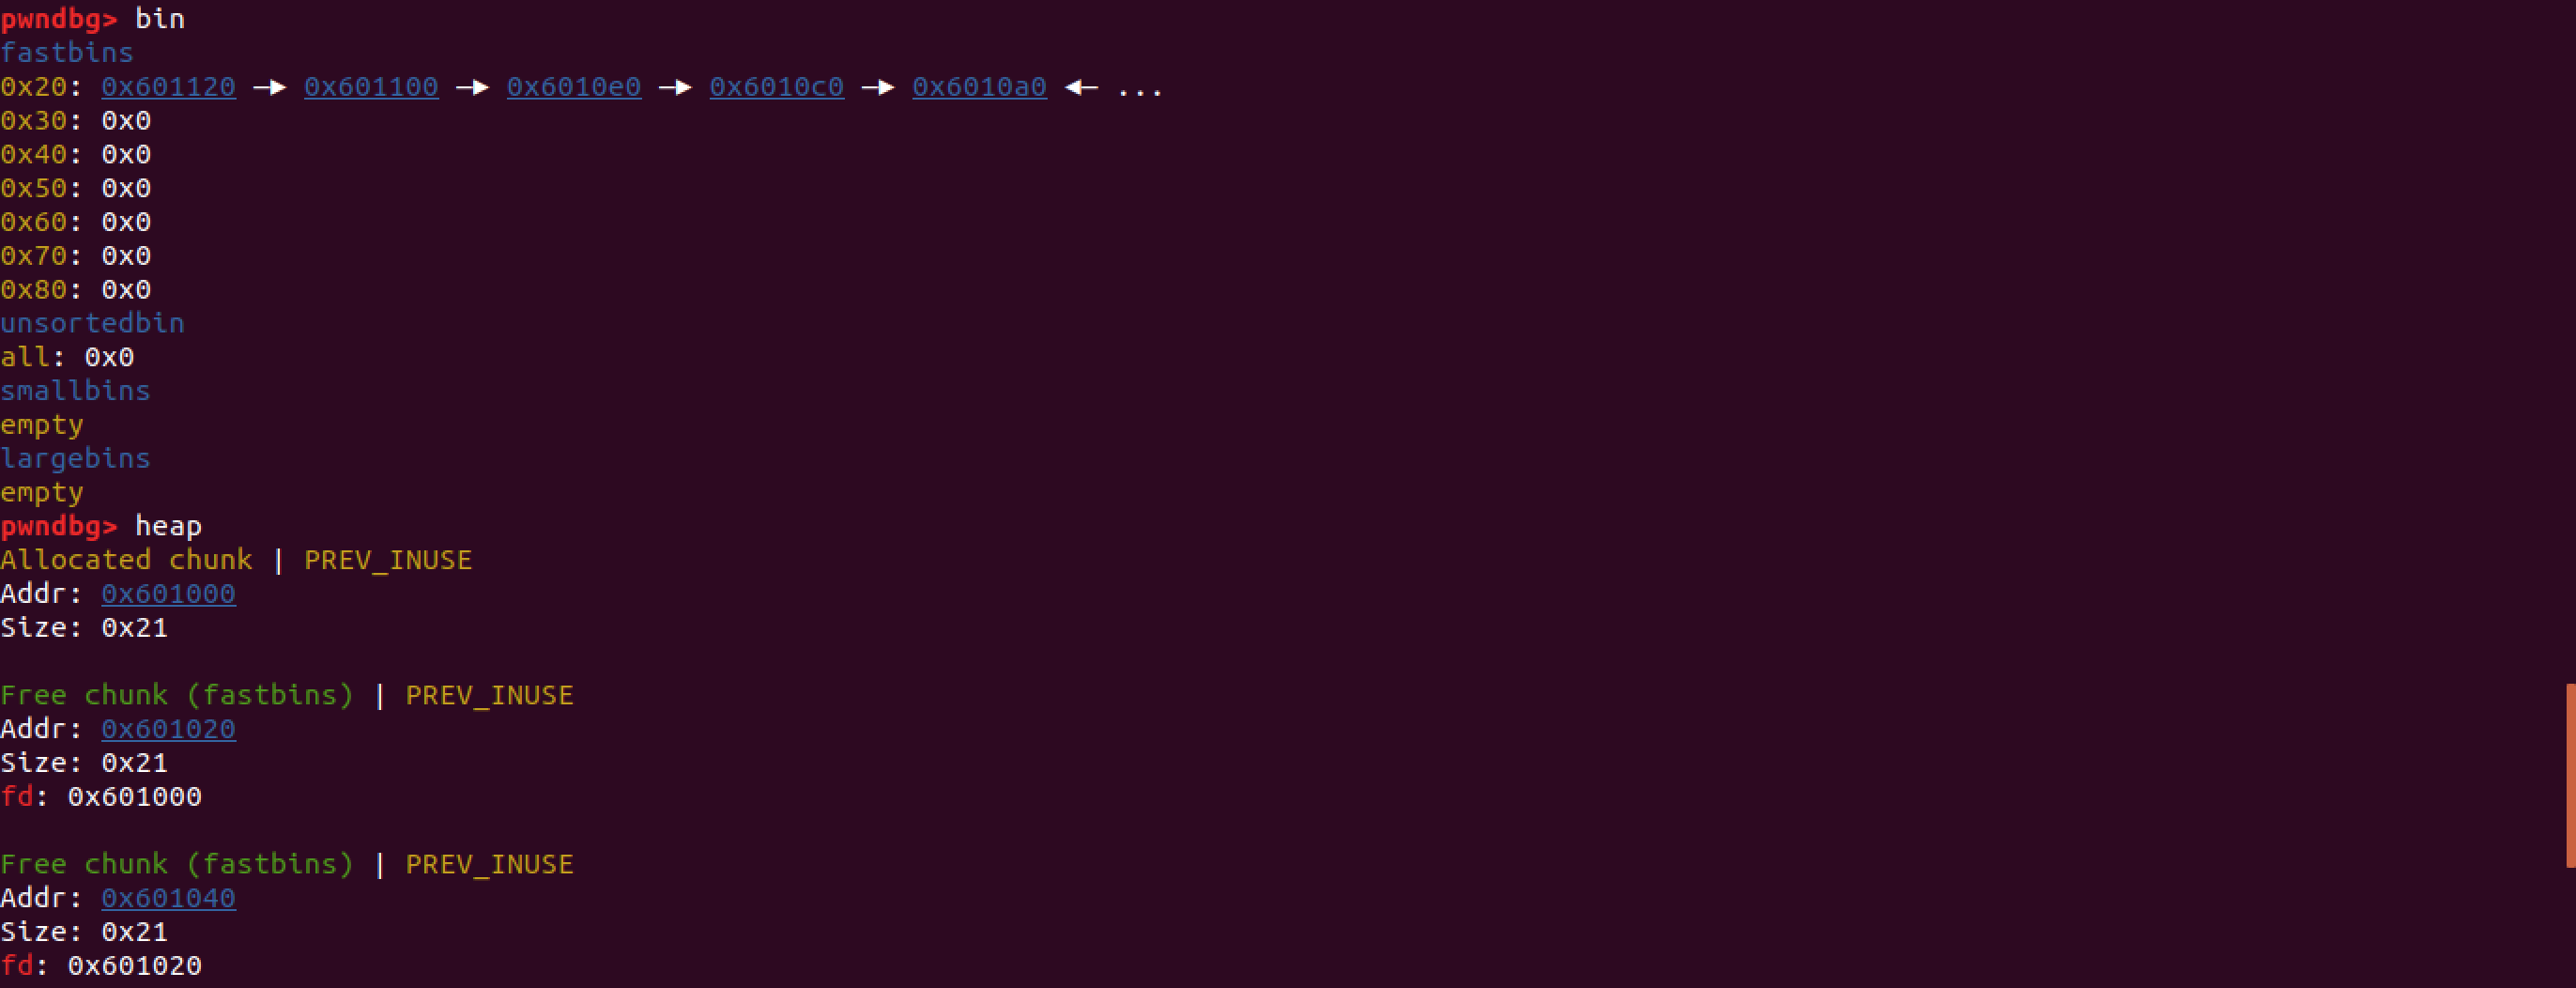 pwndbg> bin
fastbins
0x20: 0x601120 —▸ 0x601100 —▸ 0x6010e0 —▸ 0x6010c0 —▸ 0x6010a0 ◂— ...
0x30: 0x0
0x40: 0x0
0x50: 0x0
0x60: 0x0
0x70: 0x0
0x80: 0x0
unsortedbin
all: 0x0
smallbins
empty
largebins
empty
pwndbg> heap
Allocated chunk | PREV_INUSE
Addr: 0x601000
Size: 0x21
Free chunk (fastbins) | PREV_INUSE
Addr: 0x601020
Size: 0x21
fd: 0x601000
Free chunk (fastbins) | PREV_INUSE
Addr: 0x601040
Size: 0x21
fd: 0x601020